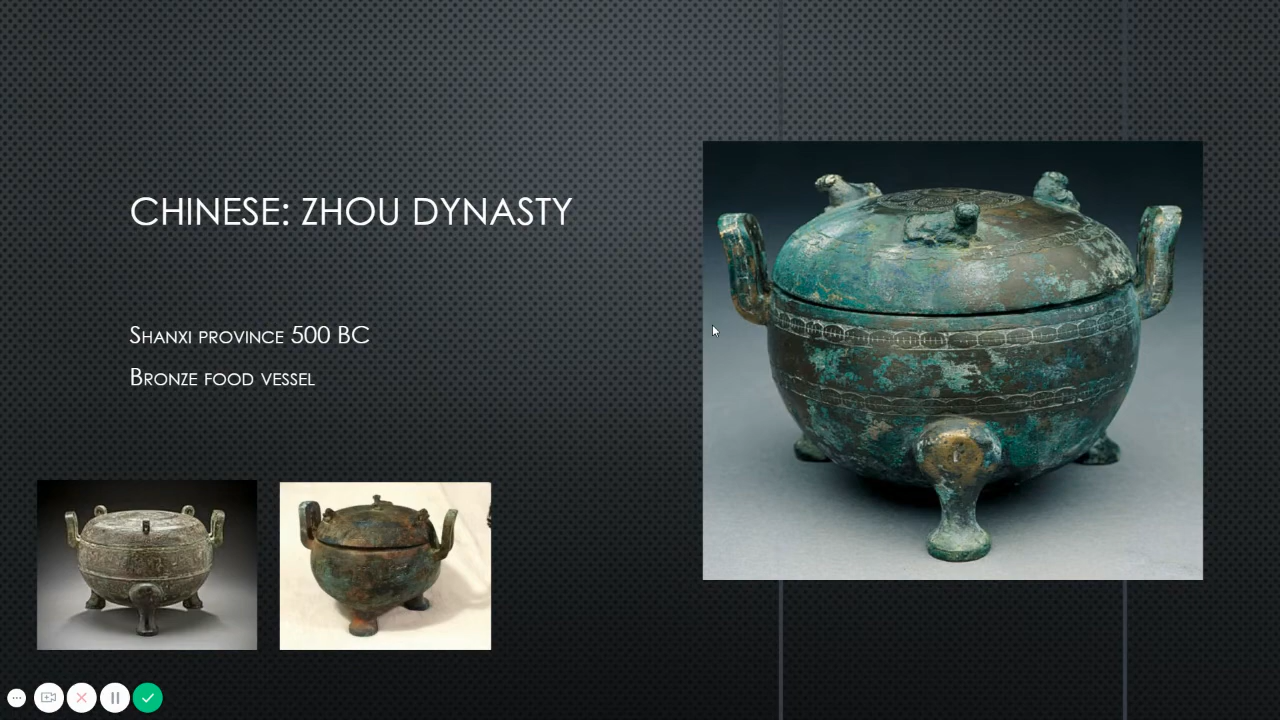 CHINESE: ZHOU DYNASTY
SHANXI PROVINCE 500 BC
BRONZE FOOD VESSEL